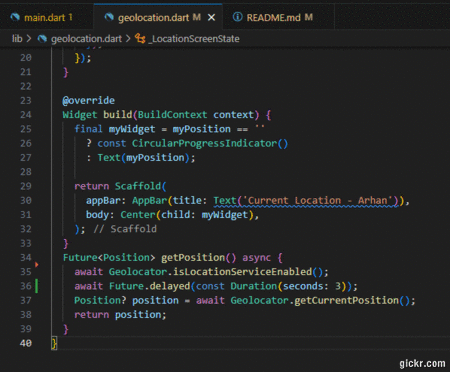 main.dart 1
geolocation.dart M
README.md M
lib > geolocation.dart > _LocationScreenState
20 });
21 }
22
23 @override
24 Widget build(BuildContext context) {
25 final myWidget = myPosition == ''
26 ? const CircularProgressIndicator()
27 : Text(myPosition);
28
29 return Scaffold(
30 appBar: AppBar(title: Text('Current Location - Arhan')),
31 body: Center(child: myWidget),
32 ); // Scaffold
33 }
34 Future<Position> getPosition() async {
35 await Geolocator.isLocationServiceEnabled();
36 await Future.delayed(const Duration(seconds: 3));
37 Position? position = await Geolocator.getCurrentPosition();
38 return position;
39 }
40 }
gickr.com